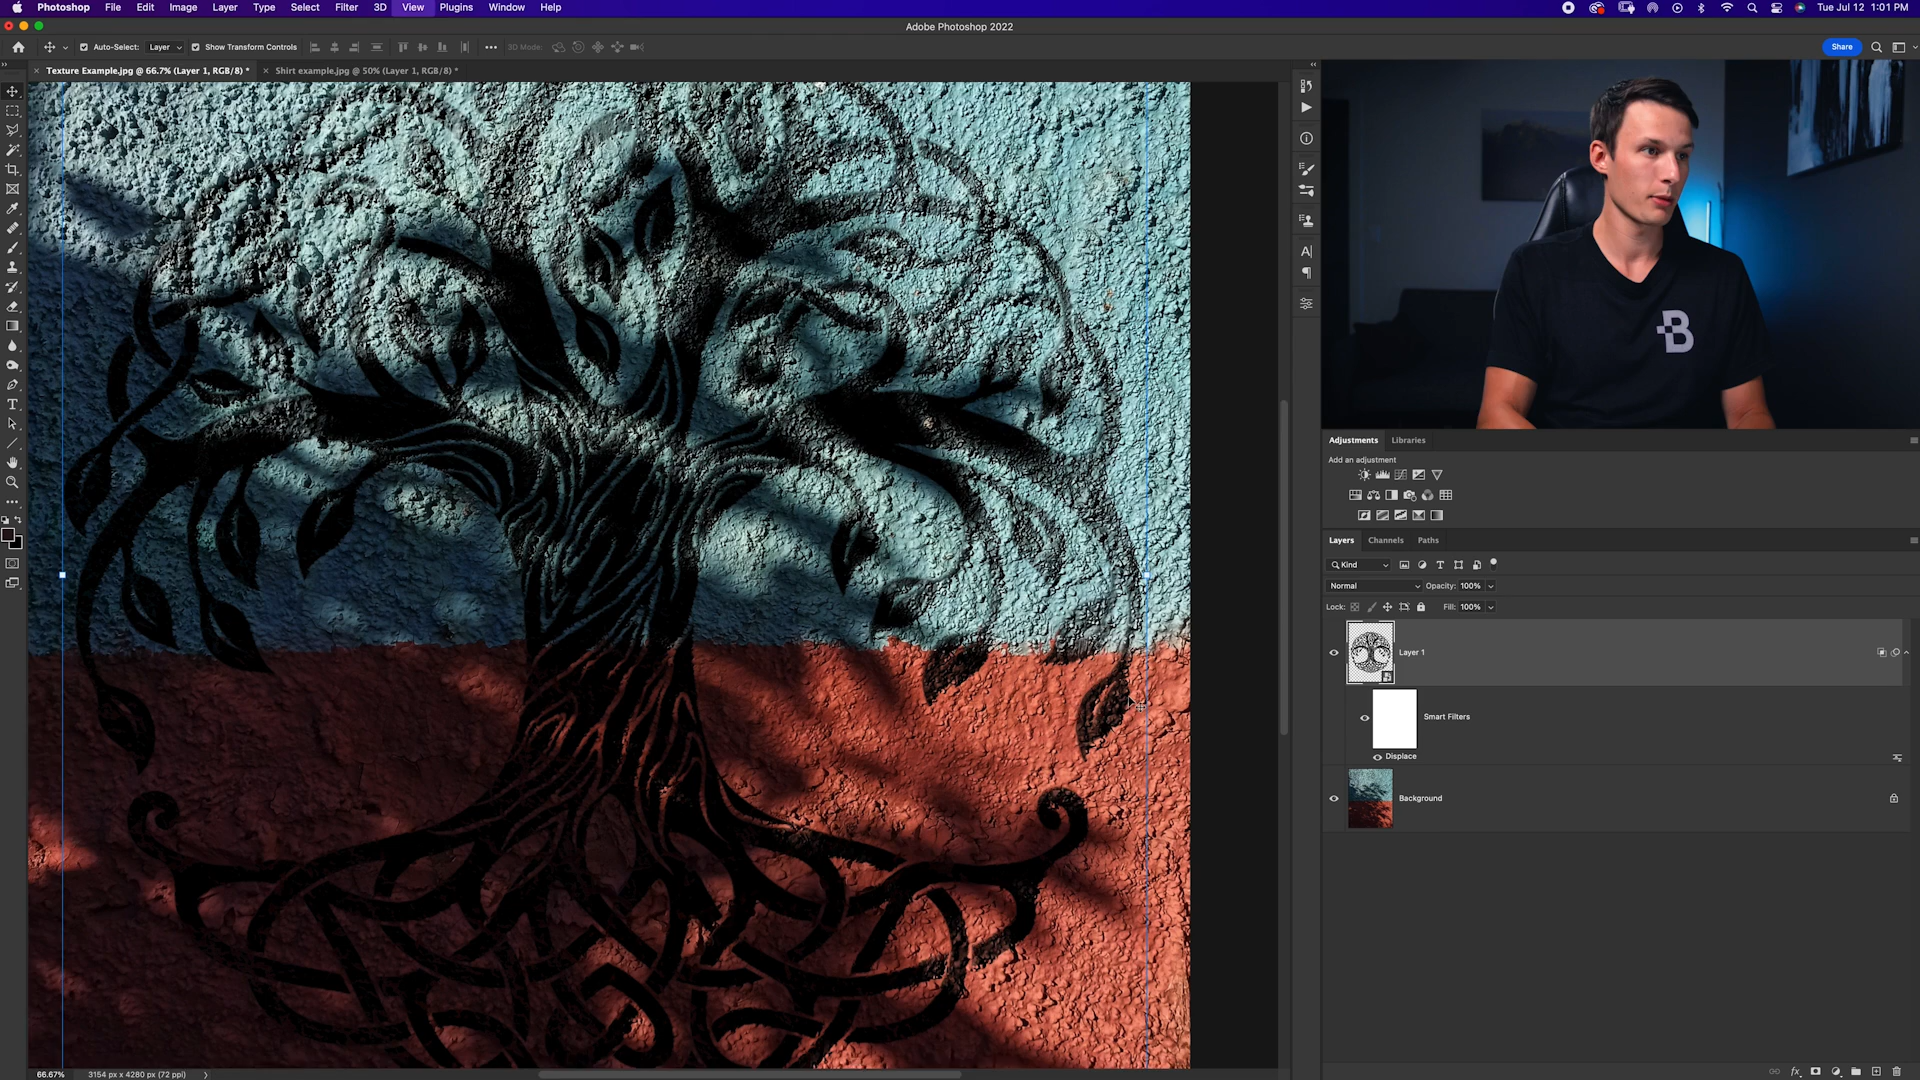 Photoshop File Edit Image Layer Type Select Filter 3D View Plugins Window Help Tue Jul 12 1:01 PM
Adobe Photoshop 2022
Auto-Select: Layer Show Transform Controls 3D Mode: Share
Texture Example.jpg @ 66.7% (Layer 1, RGB/8) * Shirt example.jpg @ 50% (Layer 1, RGB/8) *
B
Adjustments Libraries
Add an adjustment
Layers Channels Paths
Kind
Normal Opacity: 100%
Lock: Fill: 100%
Layer 1
Smart Filters
Displace
Background
66.67% 3154 px x 4280 px (72 ppi)